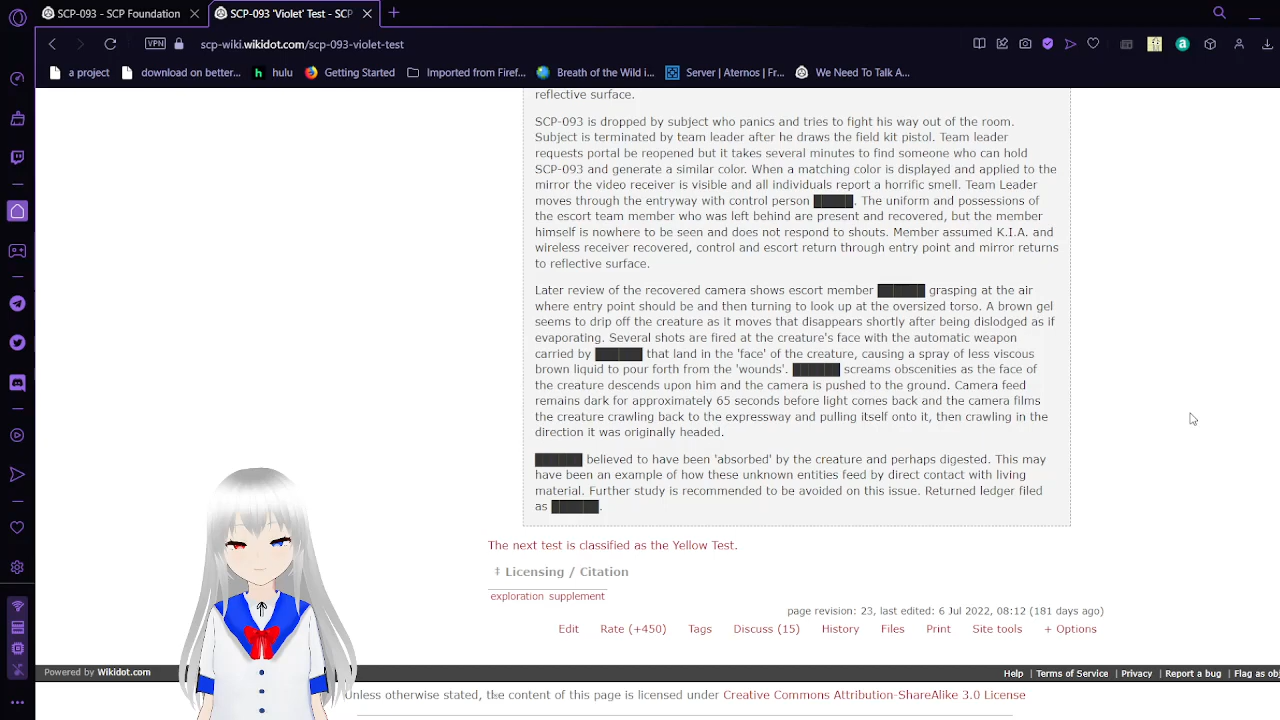 SCP-093 - SCP Foundation
SCP-093 'Violet' Test - SCP
VPN
scp-wiki.wikidot.com/scp-093-violet-test
a project
download on better...
hulu
Getting Started
Imported from Firef...
Breath of the Wild i...
Server | Aternos | Fr...
We Need To Talk A...
reflective surface.
SCP-093 is dropped by subject who panics and tries to fight his way out of the room.
Subject is terminated by team leader after he draws the field kit pistol. Team leader
requests portal be reopened but it takes several minutes to find someone who can hold
SCP-093 and generate a similar color. When a matching color is displayed and applied to the
mirror the video receiver is visible and all individuals report a horrific smell. Team Leader
moves through the entryway with control person █████. The uniform and possessions of
the escort team member who was left behind are present and recovered, but the member
himself is nowhere to be seen and does not respond to shouts. Member assumed K.I.A. and
wireless receiver recovered, control and escort return through entry point and mirror returns
to reflective surface.
Later review of the recovered camera shows escort member ██████ grasping at the air
where entry point should be and then turning to look up at the oversized torso. A brown gel
seems to drip off the creature as it moves that disappears shortly after being dislodged as if
evaporating. Several shots are fired at the creature's face with the automatic weapon
carried by ██████ that land in the 'face' of the creature, causing a spray of less viscous
brown liquid to pour forth from the 'wounds'. ██████ screams obscenities as the face of
the creature descends upon him and the camera is pushed to the ground. Camera feed
remains dark for approximately 65 seconds before light comes back and the camera films
the creature crawling back to the expressway and pulling itself onto it, then crawling in the
direction it was originally headed.
██████ believed to have been 'absorbed' by the creature and perhaps digested. This may
have been an example of how these unknown entities feed by direct contact with living
material. Further study is recommended to be avoided on this issue. Returned ledger filed
as ██████.
The next test is classified as the Yellow Test.
‡ Licensing / Citation
exploration supplement
page revision: 23, last edited: 6 Jul 2022, 08:12 (181 days ago)
Edit Rate (+450) Tags Discuss (15) History Files Print Site tools + Options
Powered by Wikidot.com
Help | Terms of Service | Privacy | Report a bug | Flag as obj
Unless otherwise stated, the content of this page is licensed under Creative Commons Attribution-ShareAlike 3.0 License